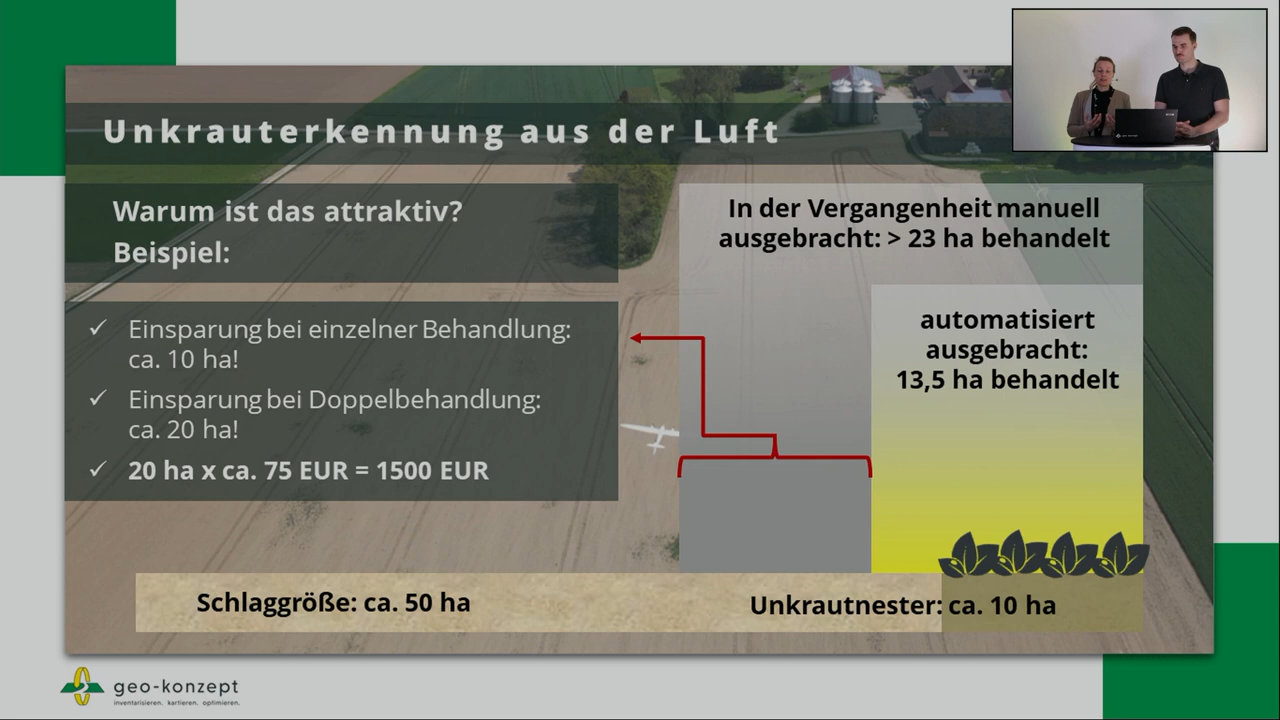 Unkrauterkennung aus der Luft
Warum ist das attraktiv?
Beispiel:
✓ Einsparung bei einzelner Behandlung:
ca. 10 ha!
✓ Einsparung bei Doppelbehandlung:
ca. 20 ha!
✓ 20 ha x ca. 75 EUR = 1500 EUR
In der Vergangenheit manuell
ausgebracht: > 23 ha behandelt
automatisiert
ausgebracht:
13,5 ha behandelt
Schlaggröße: ca. 50 ha
Unkrautnester: ca. 10 ha
geo-konzept
inventarisieren. kartieren. optimieren.